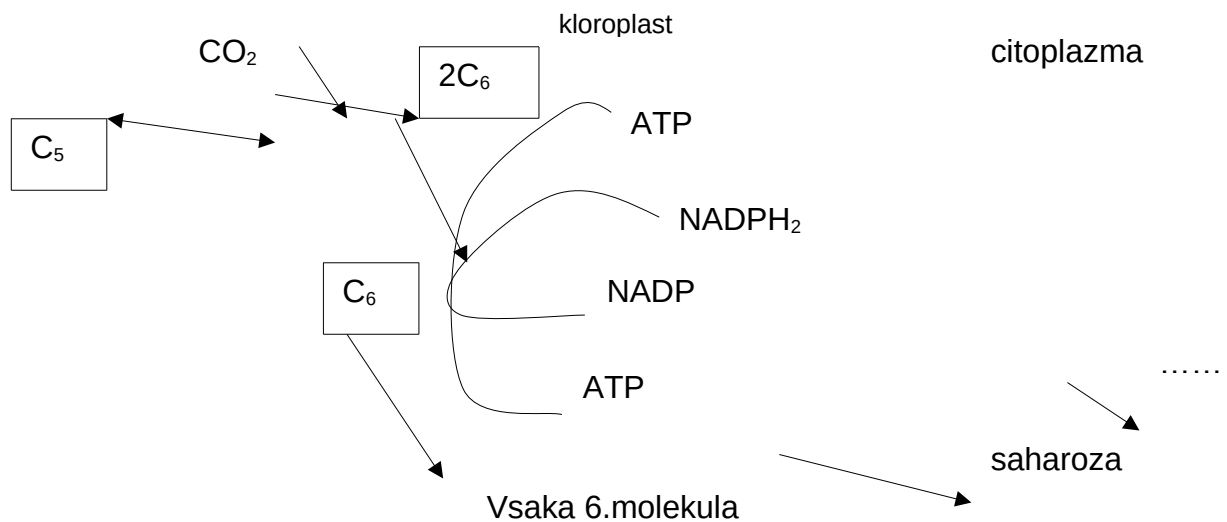 kloroplast
CO₂
citoplazma
2C₆
ATP
C₅
NADPH₂
C₆
NADP
ATP
……
saharoza
Vsaka 6.molekula